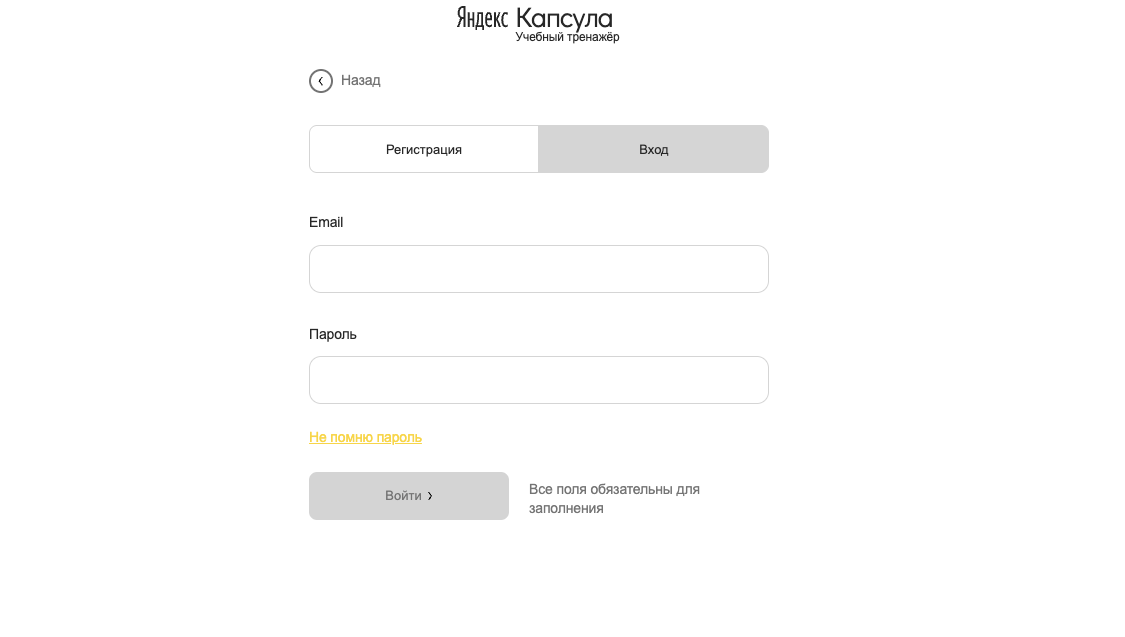 Яндекс Капсула
Учебный тренажёр
Назад
Регистрация
Вход
Email
Пароль
Не помню пароль
Войти
Все поля обязательны для
заполнения